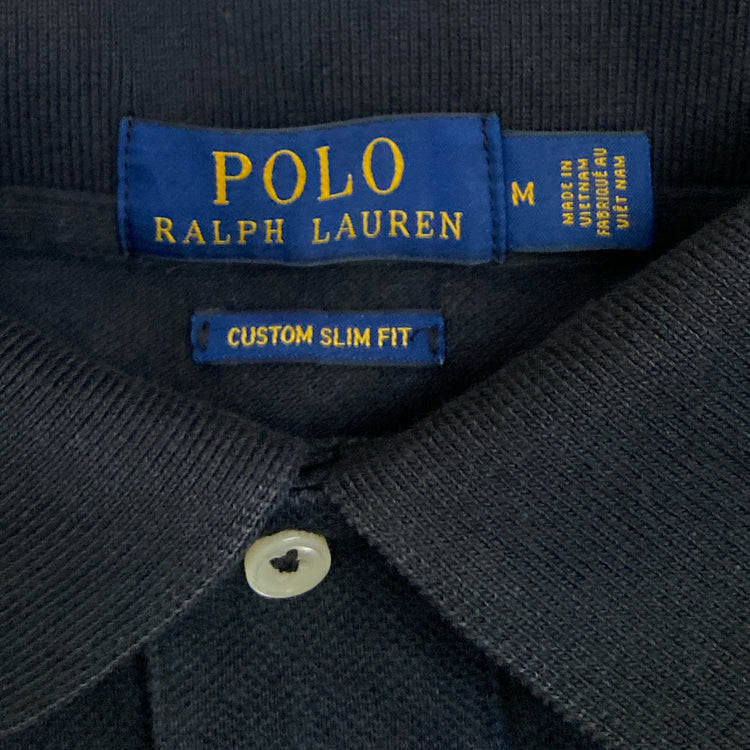 POLO
RALPH LAUREN
M
MADE IN
VIETNAM
FABRIQUÉ AU
VIÊT NAM
CUSTOM SLIM FIT